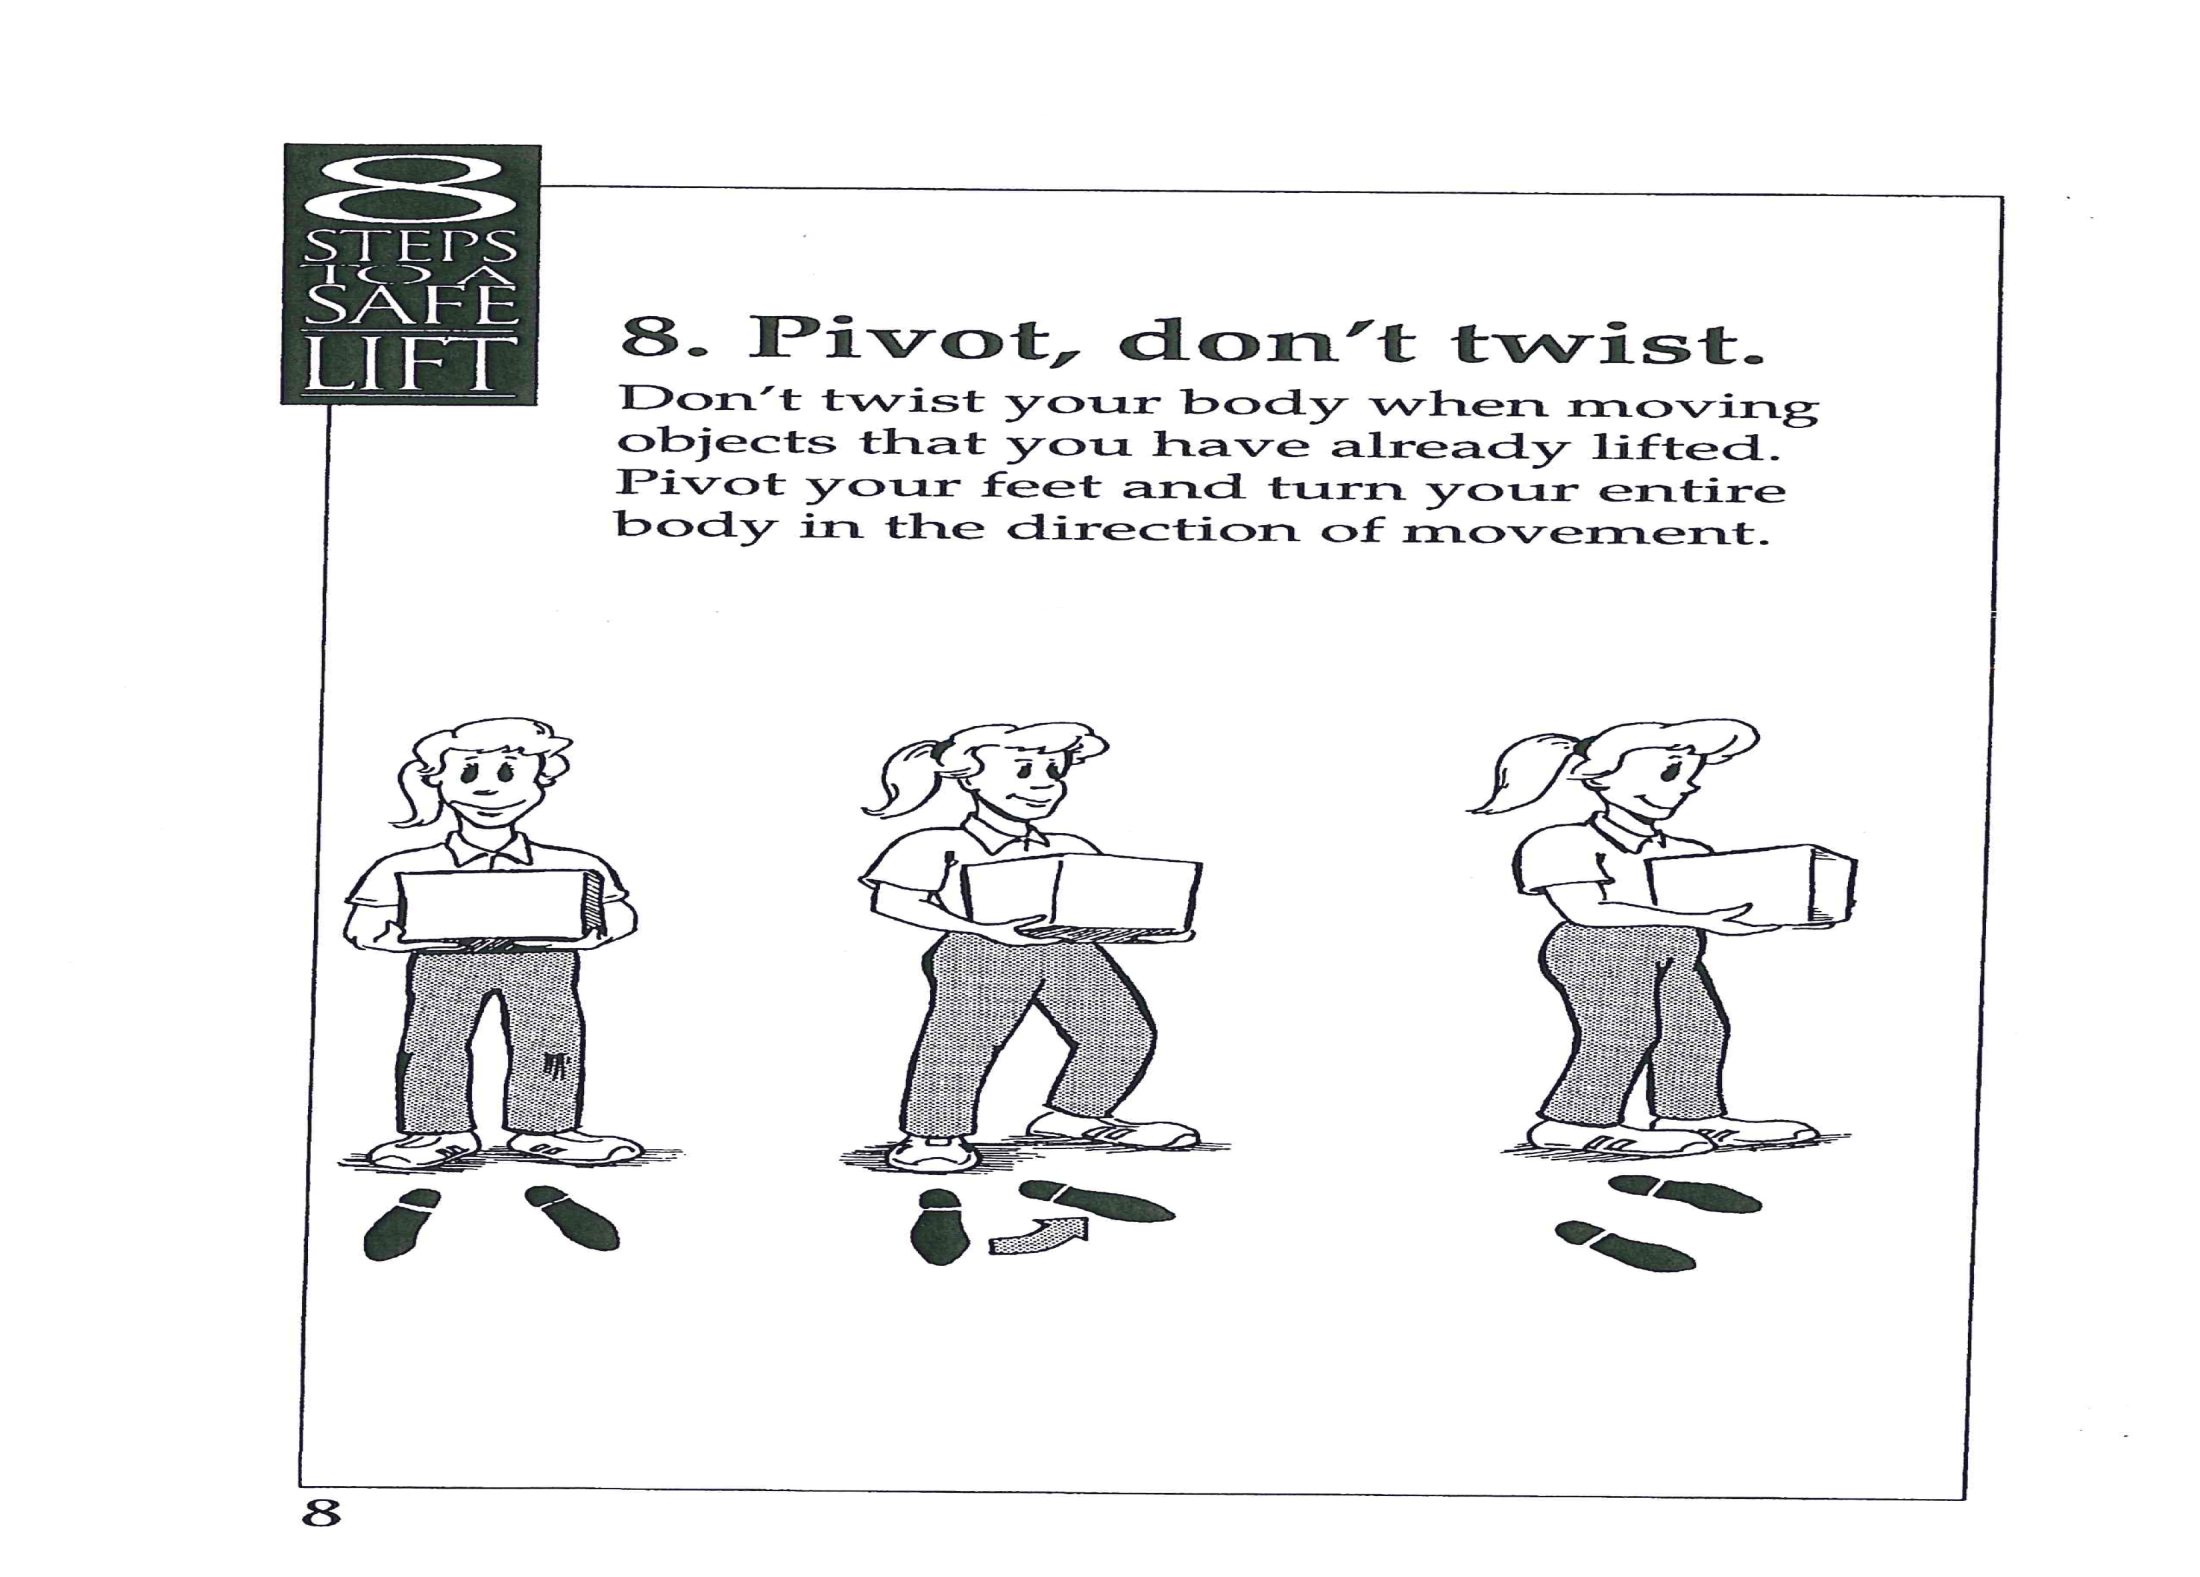 8
STEPS
TO A
SAFE
LIFT
8. Pivot, don't twist.
Don't twist your body when moving
objects that you have already lifted.
Pivot your feet and turn your entire
body in the direction of movement.
8